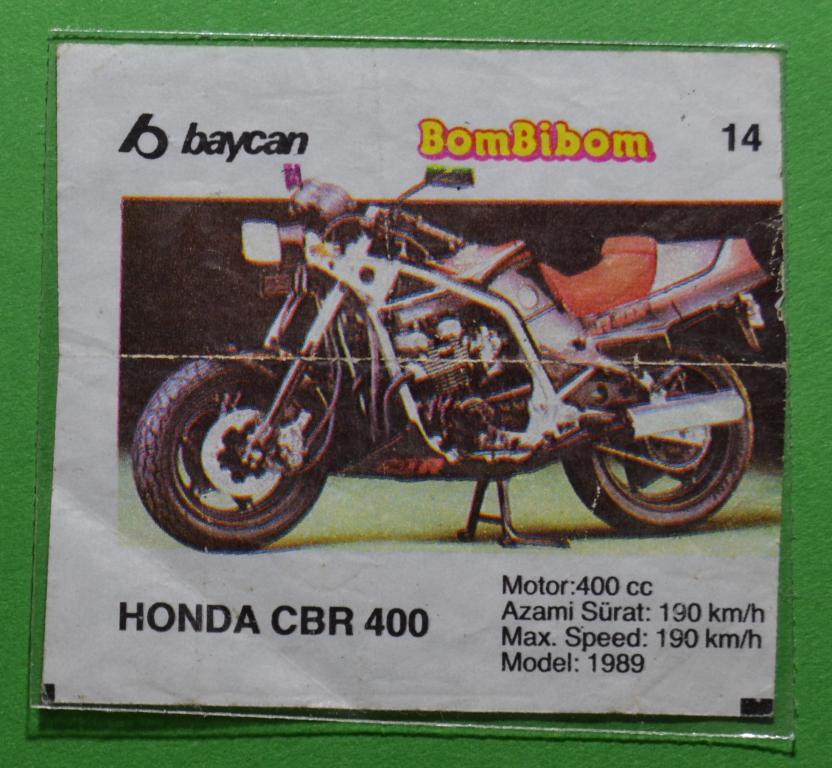 baycan
BomBibom
14
HONDA CBR 400
Motor:400 cc
Azami Sürat: 190 km/h
Max. Speed: 190 km/h
Model: 1989